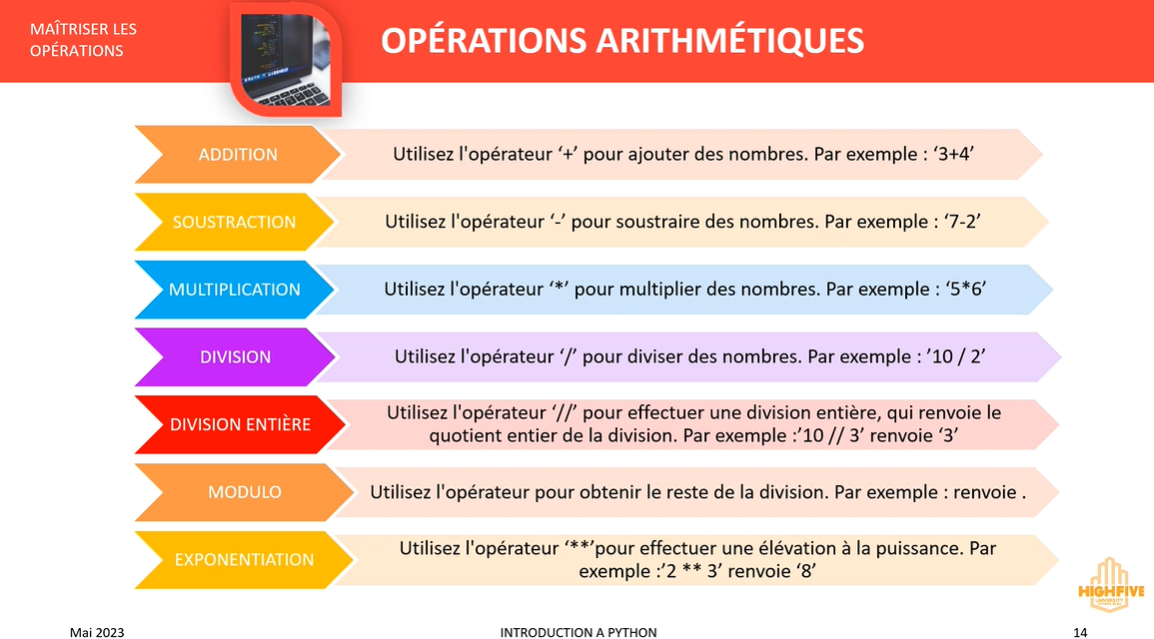 MAÎTRISER LES
OPÉRATIONS
OPÉRATIONS ARITHMÉTIQUES
ADDITION
Utilisez l'opérateur ‘+’ pour ajouter des nombres. Par exemple : ‘3+4’
SOUSTRACTION
Utilisez l'opérateur ‘-’ pour soustraire des nombres. Par exemple : ‘7-2’
MULTIPLICATION
Utilisez l'opérateur ‘*’ pour multiplier des nombres. Par exemple : ‘5*6’
DIVISION
Utilisez l'opérateur ‘/’ pour diviser des nombres. Par exemple : ’10 / 2’
DIVISION ENTIÈRE
Utilisez l'opérateur ‘//’ pour effectuer une division entière, qui renvoie le
quotient entier de la division. Par exemple :’10 // 3’ renvoie ‘3’
MODULO
Utilisez l'opérateur pour obtenir le reste de la division. Par exemple : renvoie .
EXPONENTIATION
Utilisez l'opérateur ‘**’pour effectuer une élévation à la puissance. Par
exemple :’2 ** 3’ renvoie ‘8’
HIGHFIVE
UNIVERSITY
Mai 2023
INTRODUCTION A PYTHON
14